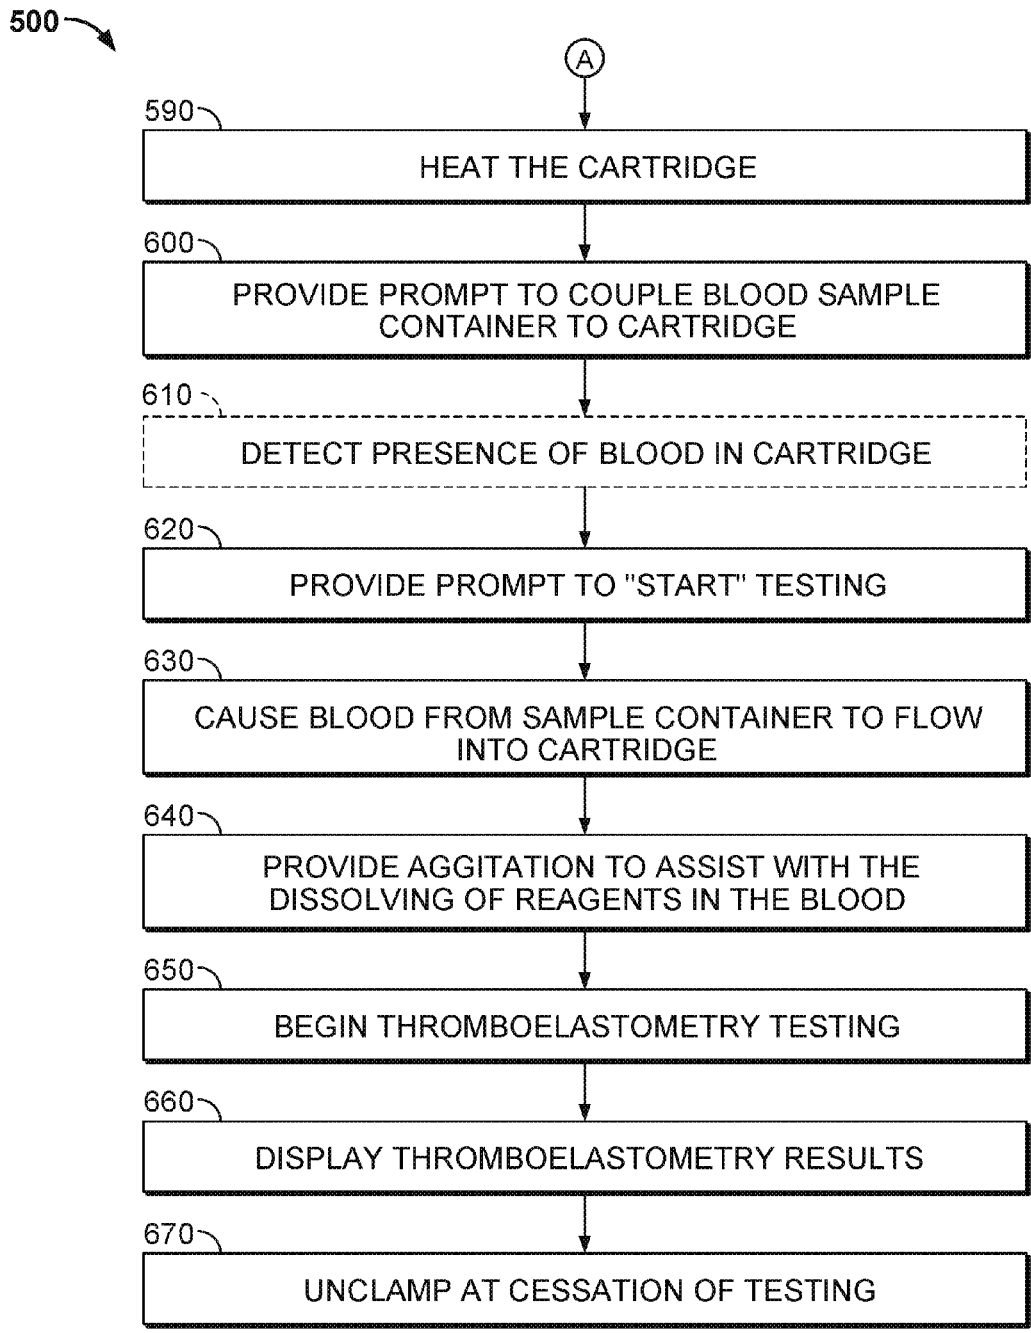 500
A
590
HEAT THE CARTRIDGE
600
PROVIDE PROMPT TO COUPLE BLOOD SAMPLE
CONTAINER TO CARTRIDGE
610
DETECT PRESENCE OF BLOOD IN CARTRIDGE
620
PROVIDE PROMPT TO "START" TESTING
630
CAUSE BLOOD FROM SAMPLE CONTAINER TO FLOW
INTO CARTRIDGE
640
PROVIDE AGGITATION TO ASSIST WITH THE
DISSOLVING OF REAGENTS IN THE BLOOD
650
BEGIN THROMBOELASTOMETRY TESTING
660
DISPLAY THROMBOELASTOMETRY RESULTS
670
UNCLAMP AT CESSATION OF TESTING